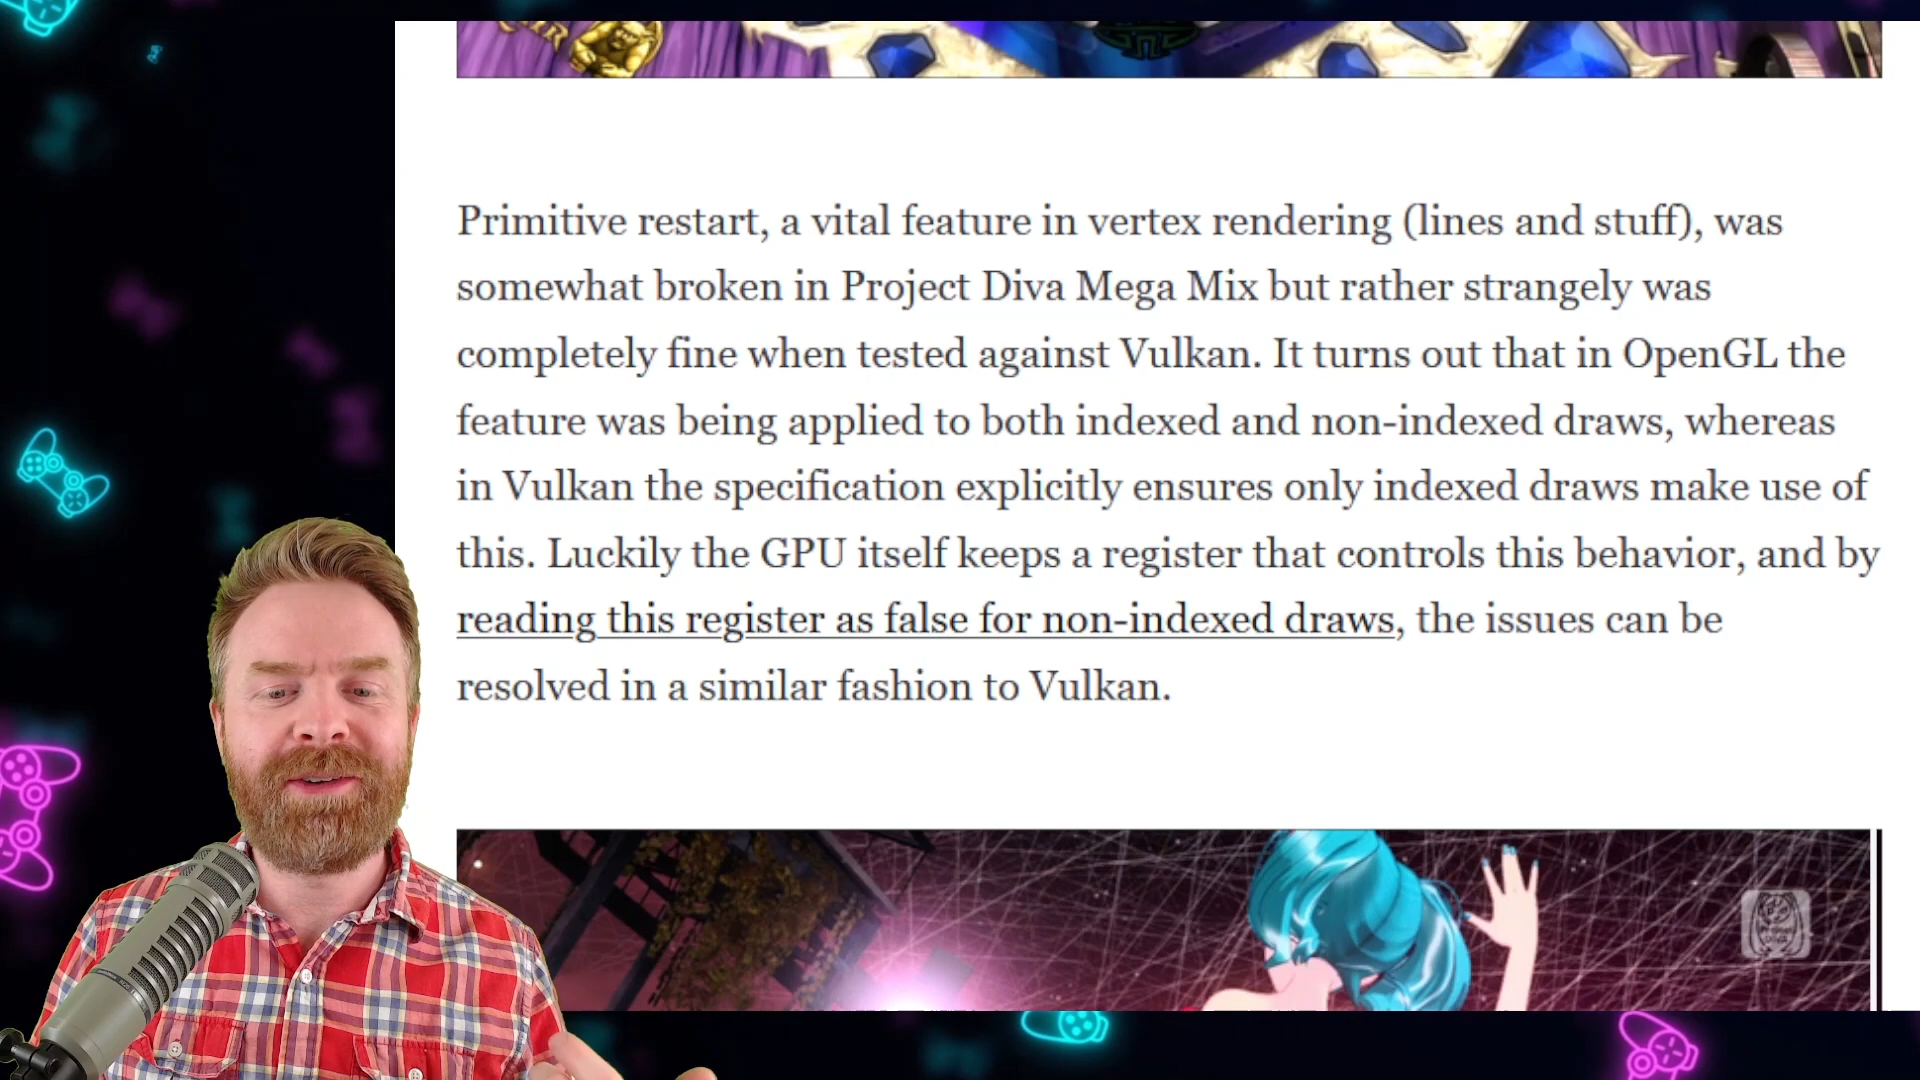 Primitive restart, a vital feature in vertex rendering (lines and stuff), was
somewhat broken in Project Diva Mega Mix but rather strangely was
completely fine when tested against Vulkan. It turns out that in OpenGL the
feature was being applied to both indexed and non-indexed draws, whereas
in Vulkan the specification explicitly ensures only indexed draws make use of
this. Luckily the GPU itself keeps a register that controls this behavior, and by
reading this register as false for non-indexed draws, the issues can be
resolved in a similar fashion to Vulkan.